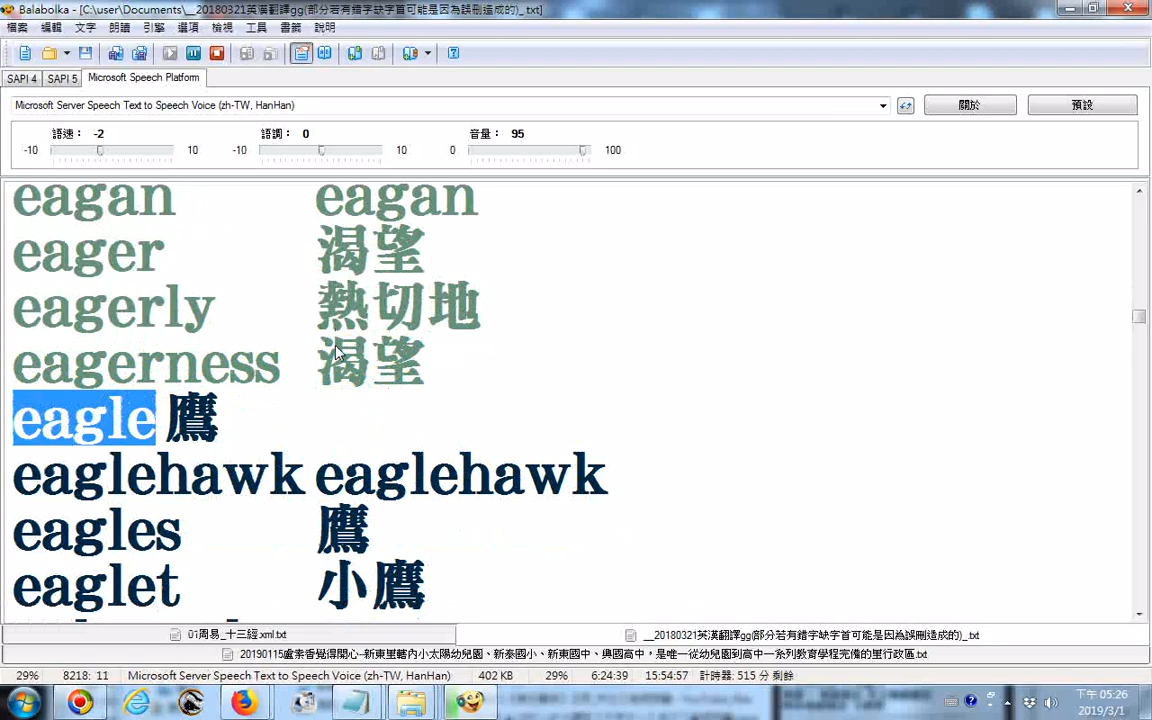 Balabolka - [C:\user\Documents\__20180321英漢翻譯gg(部分若有錯字缺字首可能是因為誤刪造成的)_.txt]
檔案 編輯 文字 朗讀 引擎 選項 檢視 工具 書籤 說明
SAPI 4 SAPI 5 Microsoft Speech Platform
Microsoft Server Speech Text to Speech Voice (zh-TW, HanHan) 關於 預設
語速： -2 語調： 0 音量： 95
-10 10 -10 10 0 100
eagan eagan
eager 渴望
eagerly 熱切地
eagerness 渴望
eagle 鷹
eaglehawk eaglehawk
eagles 鷹
eaglet 小鷹
01周易_十三經.xml.txt __20180321英漢翻譯gg(部分若有錯字缺字首可能是因為誤刪造成的)_.txt
20190115盧素香覺得開心--新東里轄內小太陽幼兒園、新泰國小、新東國中、興國高中，是唯一從幼兒園到高中一系列教育學程完備的里行政區.txt
29% 8218: 11 Microsoft Server Speech Text to Speech Voice (zh-TW, HanHan) 402 KB 29% 6:24:39 15:54:57 計時器: 515 分 剩餘
下午 05:26
2019/3/1